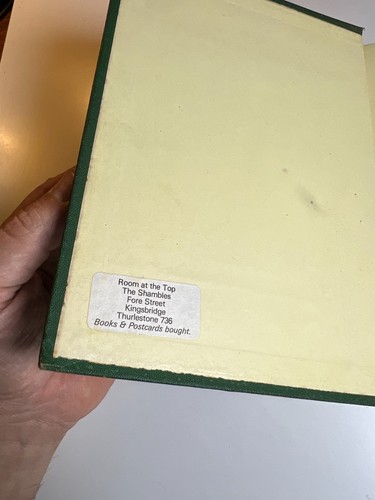 Room at the Top
The Shambles
Fore Street
Kingsbridge
Thurlestone 736
Books & Postcards bought.